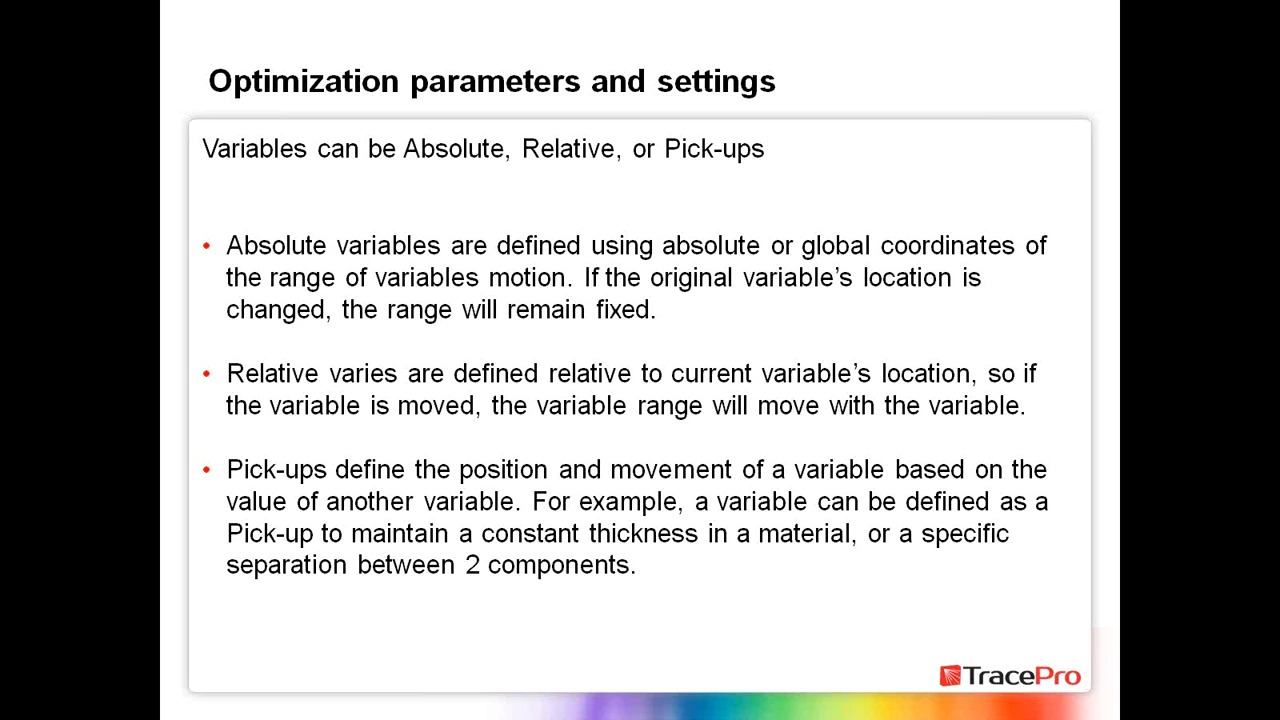 Optimization parameters and settings
Variables can be Absolute, Relative, or Pick-ups
• Absolute variables are defined using absolute or global coordinates of
the range of variables motion. If the original variable’s location is
changed, the range will remain fixed.
• Relative varies are defined relative to current variable’s location, so if
the variable is moved, the variable range will move with the variable.
• Pick-ups define the position and movement of a variable based on the
value of another variable. For example, a variable can be defined as a
Pick-up to maintain a constant thickness in a material, or a specific
separation between 2 components.
TracePro